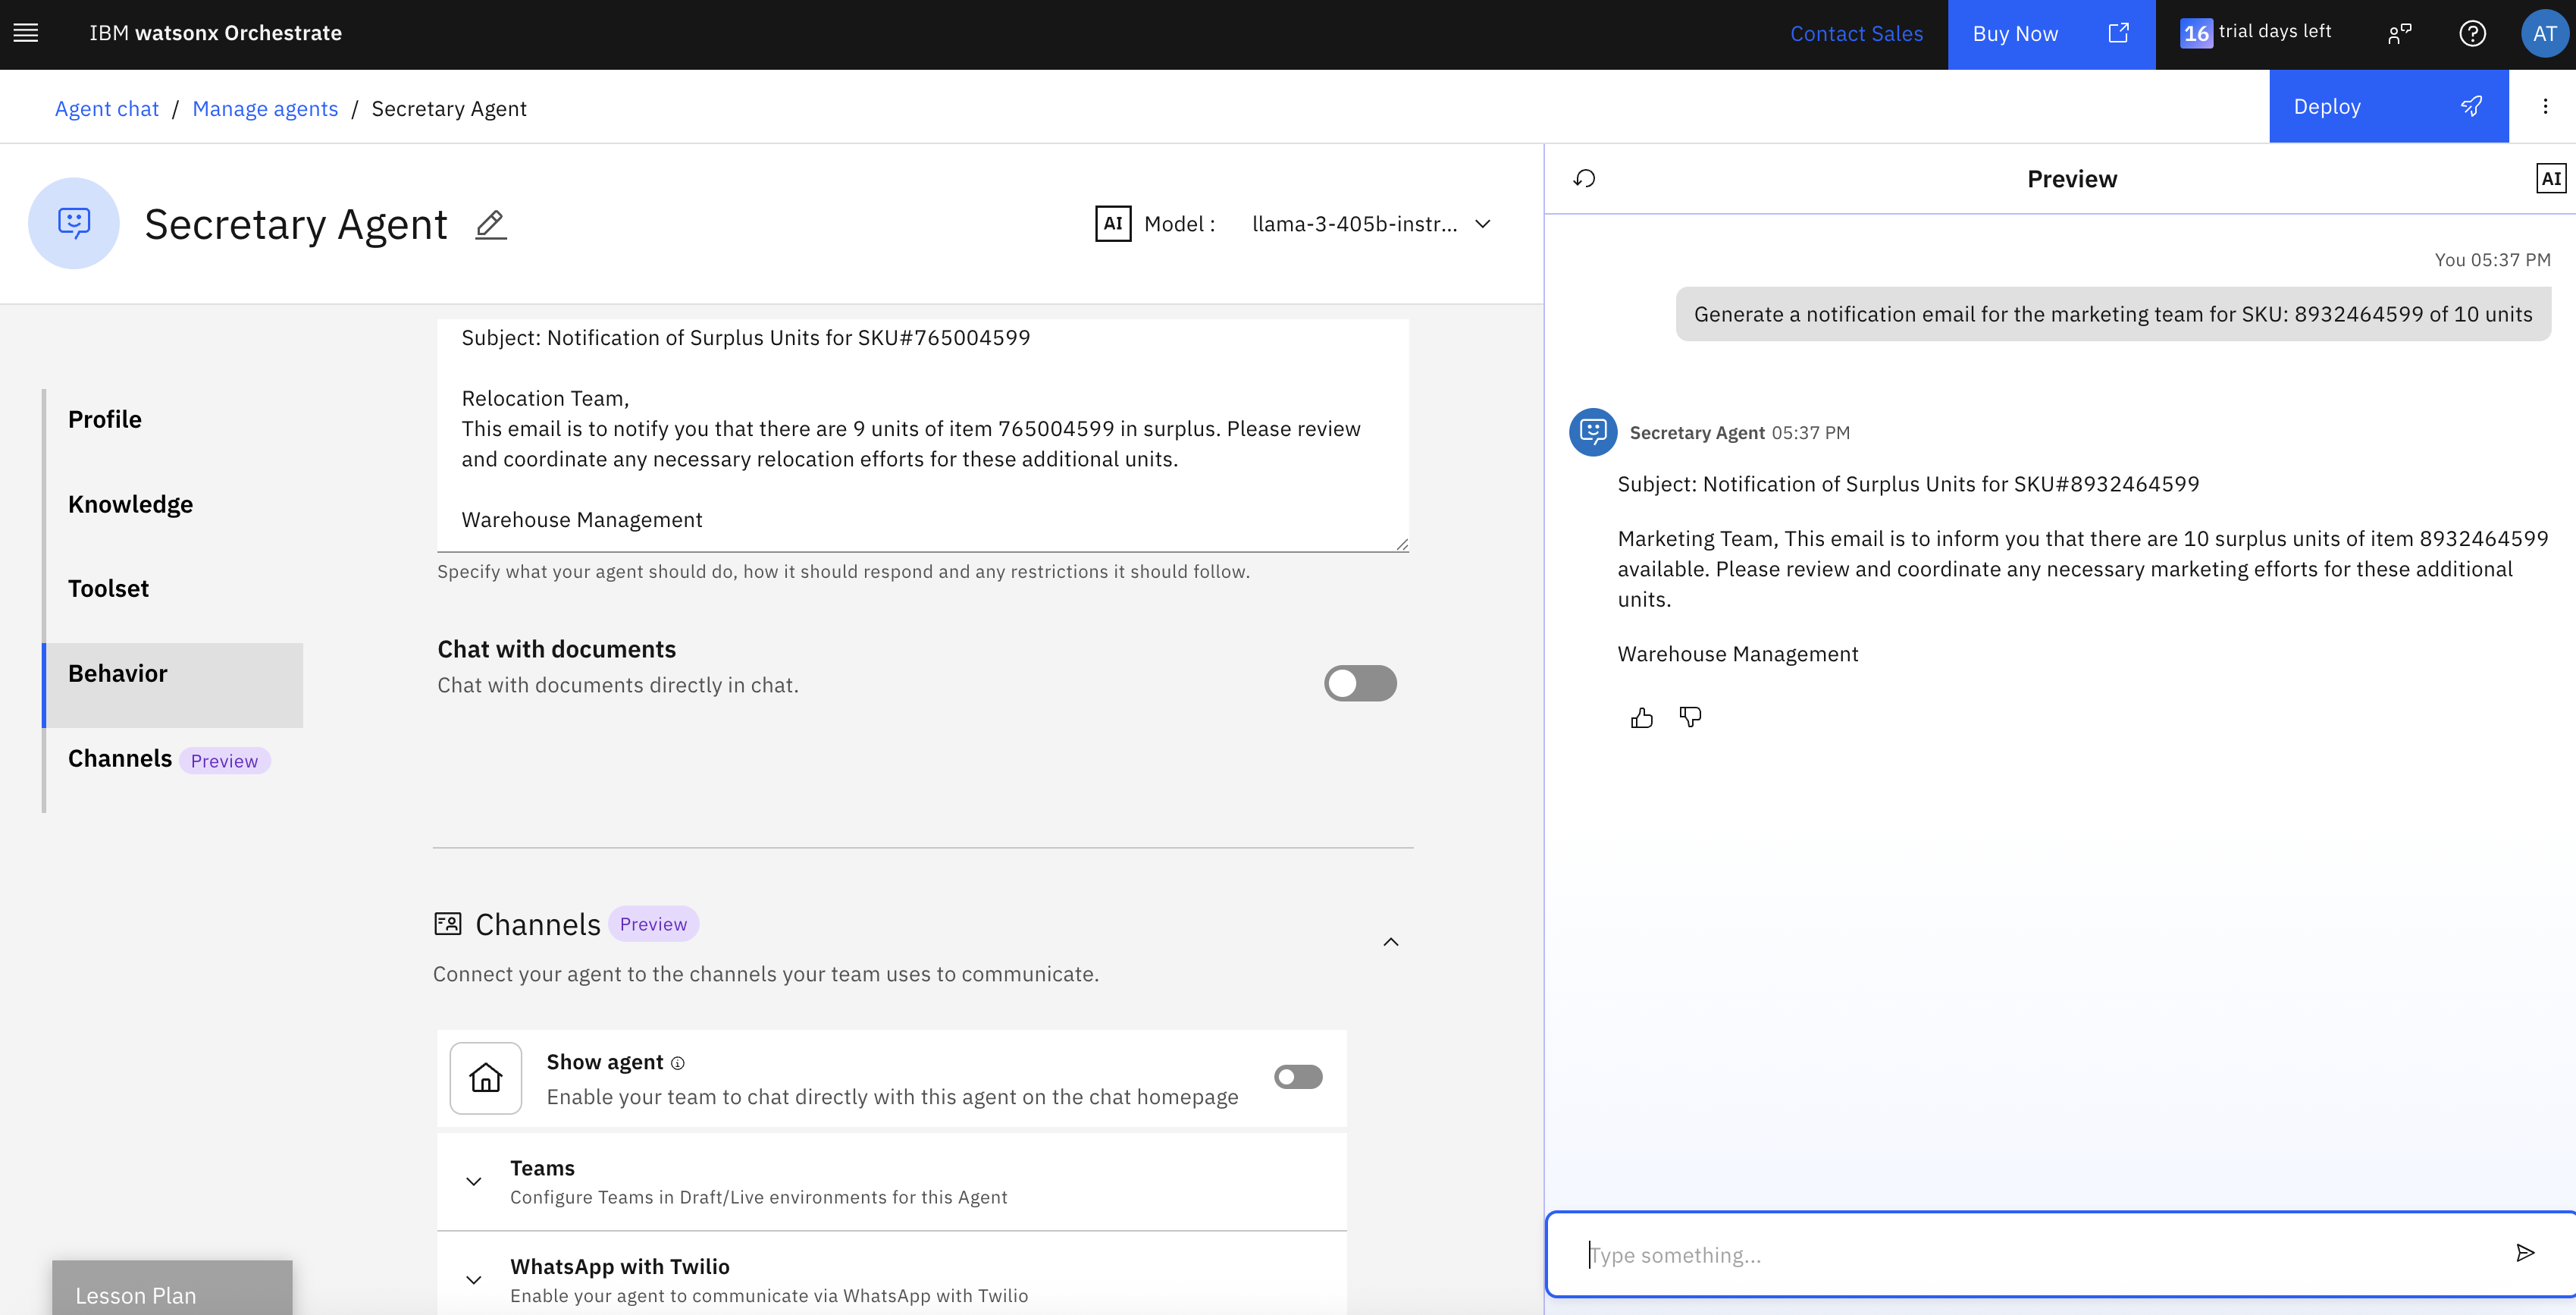 IBM watsonx Orchestrate
Contact Sales
Buy Now
16 trial days left
AT
Agent chat / Manage agents / Secretary Agent
Deploy
Secretary Agent
AI Model : llama-3-405b-instr...
Preview
AI
Profile
Knowledge
Toolset
Behavior
Channels Preview
Subject: Notification of Surplus Units for SKU#765004599
Relocation Team,
This email is to notify you that there are 9 units of item 765004599 in surplus. Please review
and coordinate any necessary relocation efforts for these additional units.
Warehouse Management
Specify what your agent should do, how it should respond and any restrictions it should follow.
Chat with documents
Chat with documents directly in chat.
Channels Preview
Connect your agent to the channels your team uses to communicate.
Show agent
Enable your team to chat directly with this agent on the chat homepage
Teams
Configure Teams in Draft/Live environments for this Agent
WhatsApp with Twilio
Enable your agent to communicate via WhatsApp with Twilio
Lesson Plan
You 05:37 PM
Generate a notification email for the marketing team for SKU: 8932464599 of 10 units
Secretary Agent 05:37 PM
Subject: Notification of Surplus Units for SKU#8932464599
Marketing Team, This email is to inform you that there are 10 surplus units of item 8932464599
available. Please review and coordinate any necessary marketing efforts for these additional
units.
Warehouse Management
Type something...